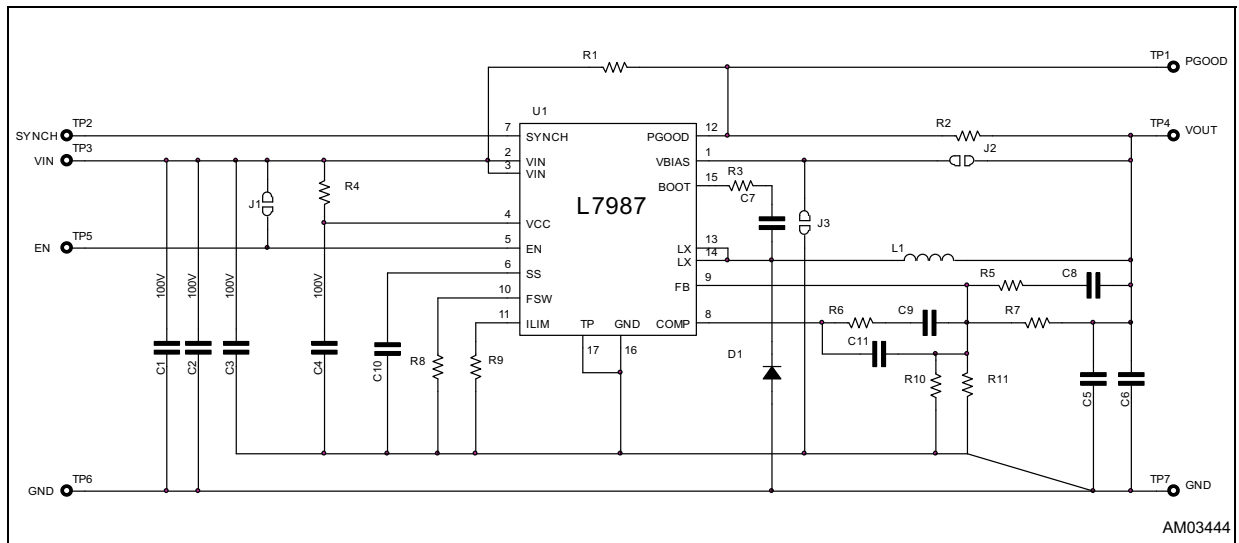 R1
TP1
PGOOD
U1
TP2
SYNCH
7
SYNCH
PGOOD
12
R2
TP4
VOUT
TP3
VIN
2
VIN
3
VIN
VBIAS
1
J2
R4
BOOT
15
R3
C7
J1
L7987
J3
4
VCC
TP5
EN
5
EN
LX
13
LX
14
L1
6
SS
FB
9
R5
C8
100V
100V
100V
100V
10
FSW
11
ILIM
TP
GND
COMP
8
R6
C9
R7
17
16
C11
D1
C1
C2
C3
C4
C10
R8
R9
R10
R11
C5
C6
TP6
GND
TP7
GND
AM03444